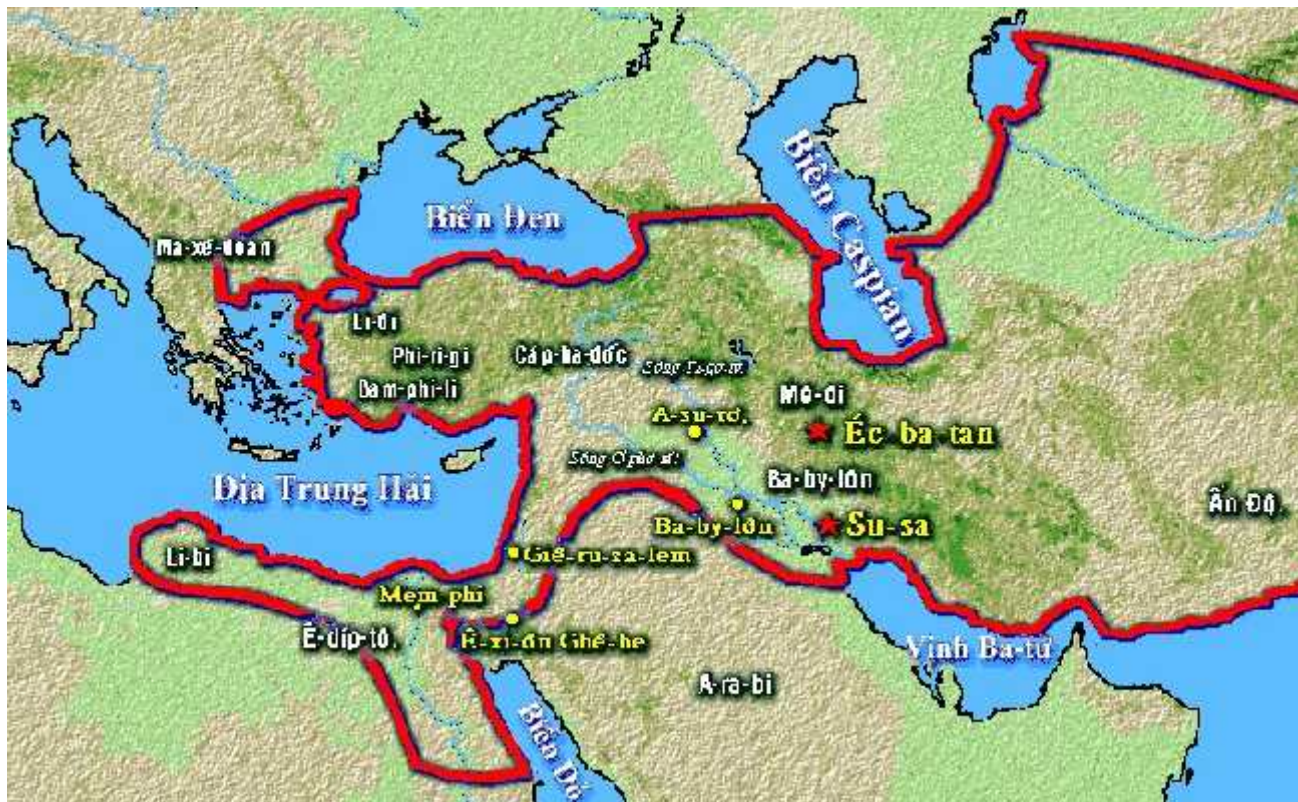 Biển Đen
Biển Caspian
Ma-xê-đoan
Li-đi
Phi-ri-gi
Cáp-ba-đốc
Bam-phi-li
Mê-đi
Éc ba tan
A-su-rơ.
Địa Trung Hải
Ba-by-lôn
Ba-by-lôn
Su-sa
Ấn Độ.
Giê-ru-sa-lem
Li-bi
Mem phi
Ê-díp-tô.
Ê-xi-ôn Ghê-be
Vịnh Ba-tư
A-ra-bi
Biển Đỏ